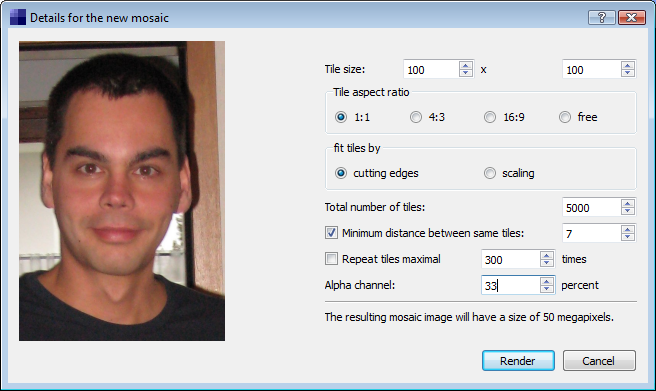 Details for the new mosaic
Tile size: 100 x 100
Tile aspect ratio
1:1 4:3 16:9 free
fit tiles by
cutting edges scaling
Total number of tiles: 5000
Minimum distance between same tiles: 7
Repeat tiles maximal 300 times
Alpha channel: 33 percent
The resulting mosaic image will have a size of 50 megapixels.
Render Cancel